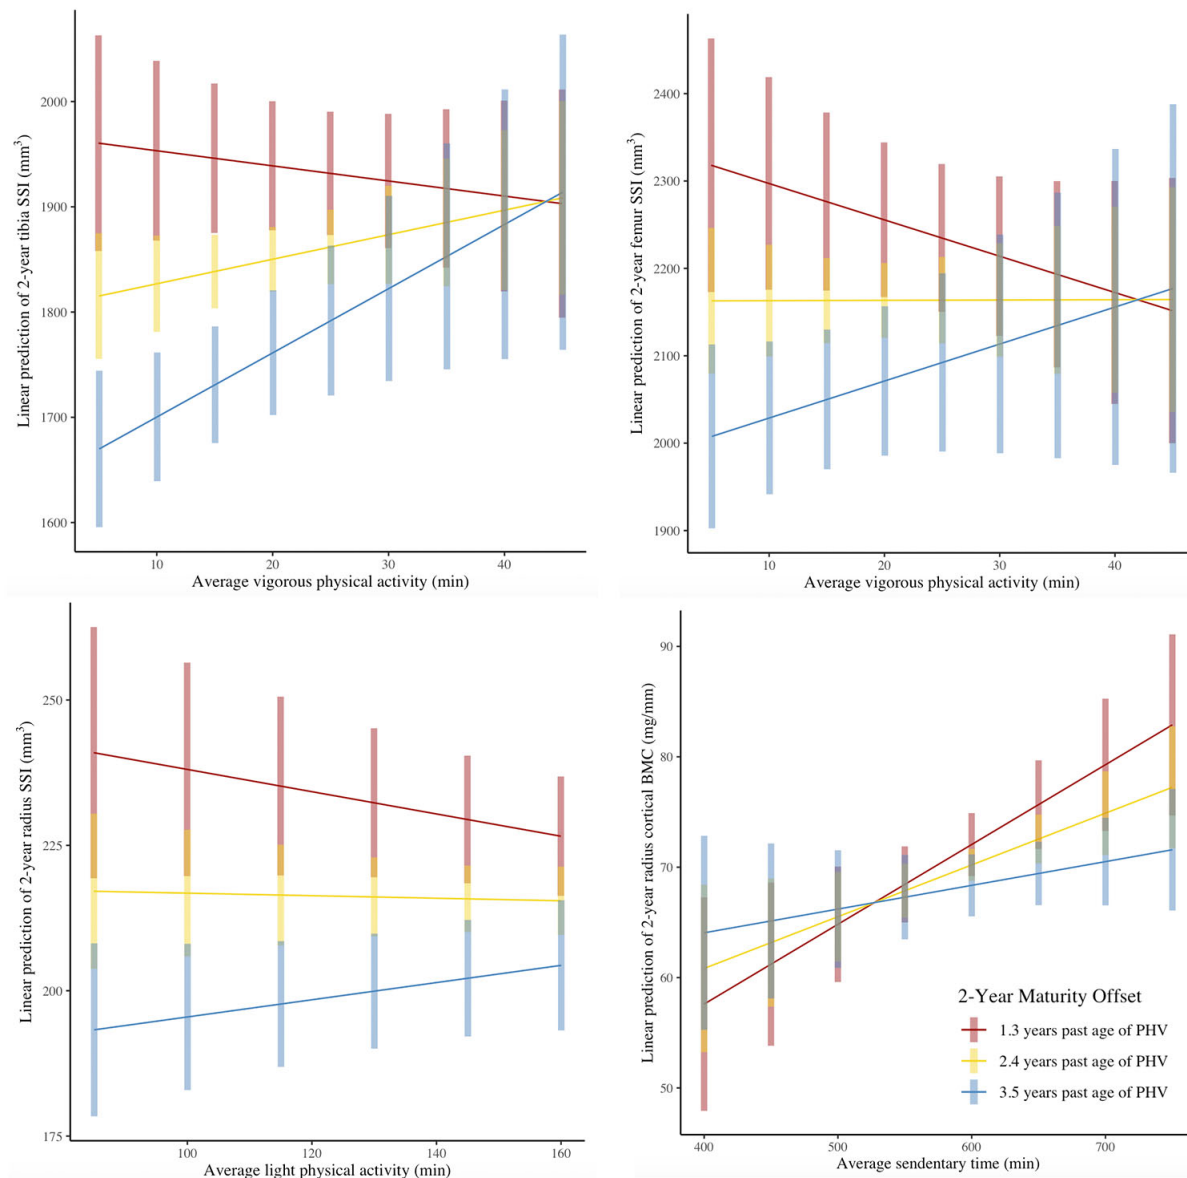 Linear prediction of 2-year tibia SSI (mm3)
2000
1900
1800
1700
1600
10 20 30 40
Average vigorous physical activity (min)
Linear prediction of 2-year femur SSI (mm3)
2400
2300
2200
2100
2000
1900
10 20 30 40
Average vigorous physical activity (min)
Linear prediction of 2-year radius SSI (mm3)
250
225
200
175
100 120 140 160
Average light physical activity (min)
Linear prediction of 2-year radius cortical BMC (mg/mm)
90
80
70
60
50
400 500 600 700
Average sendentary time (min)
2-Year Maturity Offset
1.3 years past age of PHV
2.4 years past age of PHV
3.5 years past age of PHV